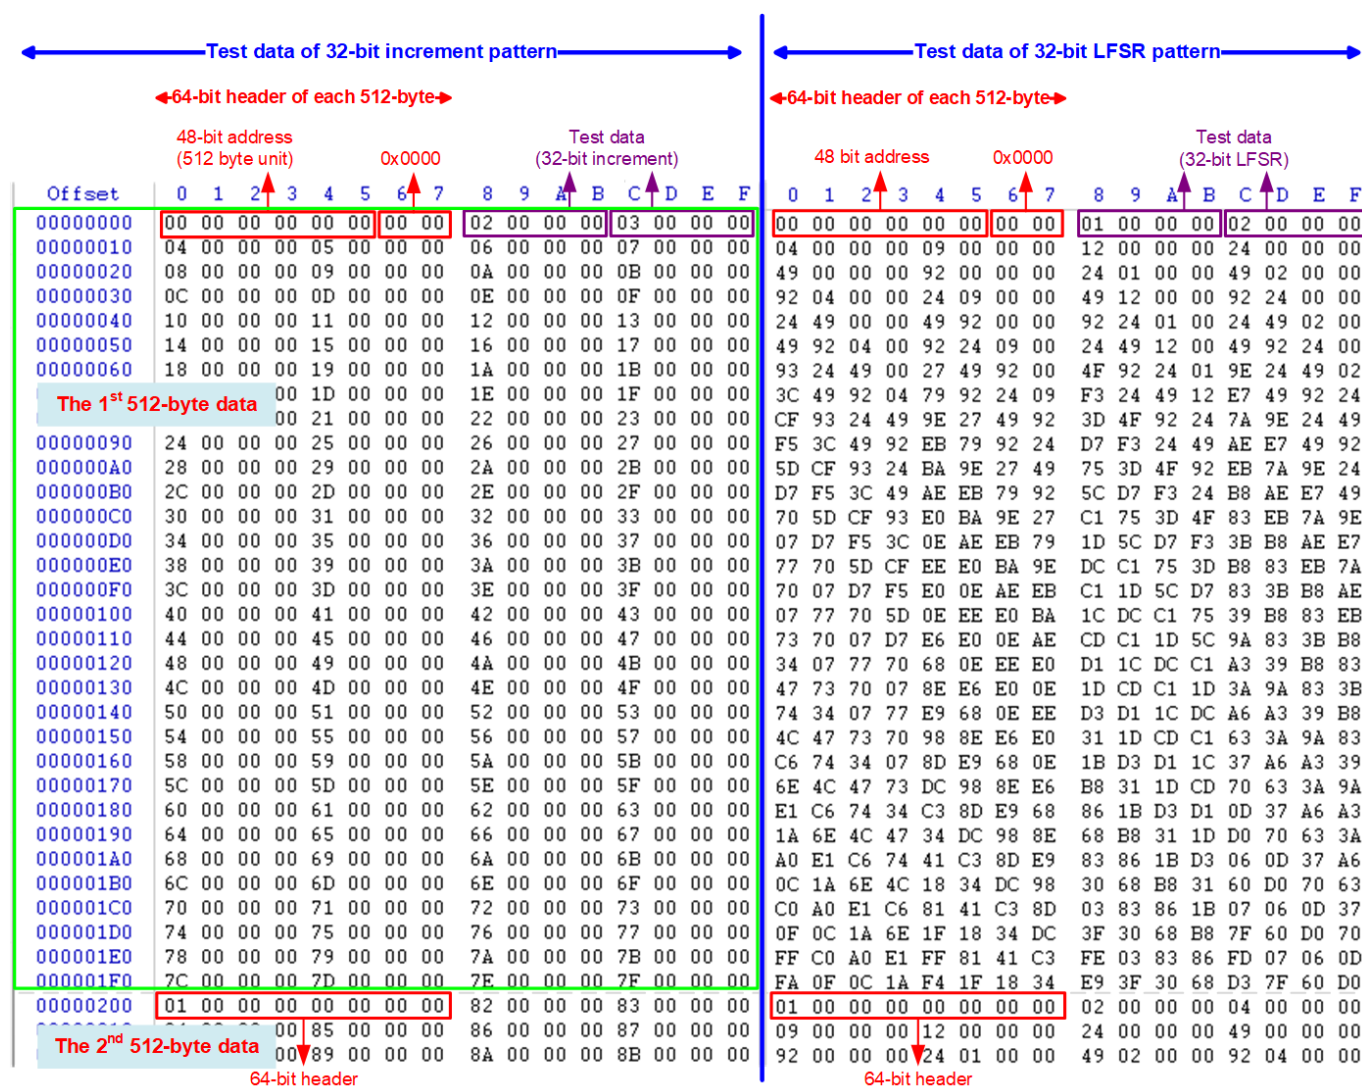 Test data of 32-bit increment pattern Test data of 32-bit LFSR pattern
64-bit header of each 512-byte 64-bit header of each 512-byte
48-bit address
(512 byte unit) 0x0000 Test data
(32-bit increment) 48 bit address 0x0000 Test data
(32-bit LFSR)
Offset 0 1 2 3 4 5 6 7 8 9 A B C D E F 0 1 2 3 4 5 6 7 8 9 A B C D E F
00000000 00 00 00 00 00 00 00 00 02 00 00 00 03 00 00 00 00 00 00 00 00 00 00 00 01 00 00 00 02 00 00 00
00000010 04 00 00 00 05 00 00 00 06 00 00 00 07 00 00 00 04 00 00 00 09 00 00 00 12 00 00 00 24 00 00 00
00000020 08 00 00 00 09 00 00 00 0A 00 00 00 0B 00 00 00 49 00 00 00 92 00 00 00 24 01 00 00 49 02 00 00
00000030 0C 00 00 00 0D 00 00 00 0E 00 00 00 0F 00 00 00 92 04 00 00 24 09 00 00 49 12 00 00 92 24 00 00
00000040 10 00 00 00 11 00 00 00 12 00 00 00 13 00 00 00 24 49 00 00 49 92 00 00 92 24 01 00 24 49 02 00
00000050 14 00 00 00 15 00 00 00 16 00 00 00 17 00 00 00 49 92 04 00 92 24 09 00 24 49 12 00 49 92 24 00
00000060 18 00 00 00 19 00 00 00 1A 00 00 00 1B 00 00 00 93 24 49 00 27 49 92 00 4F 92 24 01 9E 24 49 02
The 1st 512-byte data 00 1D 00 00 00 1E 00 00 00 1F 00 00 00 3C 49 92 04 79 92 24 09 F3 24 49 12 E7 49 92 24
00 21 00 00 00 22 00 00 00 23 00 00 00 CF 93 24 49 9E 27 49 92 3D 4F 92 24 7A 9E 24 49
00000090 24 00 00 00 25 00 00 00 26 00 00 00 27 00 00 00 F5 3C 49 92 EB 79 92 24 D7 F3 24 49 AE E7 49 92
000000A0 28 00 00 00 29 00 00 00 2A 00 00 00 2B 00 00 00 5D CF 93 24 BA 9E 27 49 75 3D 4F 92 EB 7A 9E 24
000000B0 2C 00 00 00 2D 00 00 00 2E 00 00 00 2F 00 00 00 D7 F5 3C 49 AE EB 79 92 5C D7 F3 24 B8 AE E7 49
000000C0 30 00 00 00 31 00 00 00 32 00 00 00 33 00 00 00 70 5D CF 93 E0 BA 9E 27 C1 75 3D 4F 83 EB 7A 9E
000000D0 34 00 00 00 35 00 00 00 36 00 00 00 37 00 00 00 07 D7 F5 3C 0E AE EB 79 1D 5C D7 F3 3B B8 AE E7
000000E0 38 00 00 00 39 00 00 00 3A 00 00 00 3B 00 00 00 77 70 5D CF EE E0 BA 9E DC C1 75 3D B8 83 EB 7A
000000F0 3C 00 00 00 3D 00 00 00 3E 00 00 00 3F 00 00 00 70 07 D7 F5 E0 0E AE EB C1 1D 5C D7 83 3B B8 AE
00000100 40 00 00 00 41 00 00 00 42 00 00 00 43 00 00 00 07 77 70 5D 0E EE E0 BA 1C DC C1 75 39 B8 83 EB
00000110 44 00 00 00 45 00 00 00 46 00 00 00 47 00 00 00 73 70 07 D7 E6 E0 0E AE CD C1 1D 5C 9A 83 3B B8
00000120 48 00 00 00 49 00 00 00 4A 00 00 00 4B 00 00 00 34 07 77 70 68 0E EE E0 D1 1C DC C1 A3 39 B8 83
00000130 4C 00 00 00 4D 00 00 00 4E 00 00 00 4F 00 00 00 47 73 70 07 8E E6 E0 0E 1D CD C1 1D 3A 9A 83 3B
00000140 50 00 00 00 51 00 00 00 52 00 00 00 53 00 00 00 74 34 07 77 E9 68 0E EE D3 D1 1C DC A6 A3 39 B8
00000150 54 00 00 00 55 00 00 00 56 00 00 00 57 00 00 00 4C 47 73 70 98 8E E6 E0 31 1D CD C1 63 3A 9A 83
00000160 58 00 00 00 59 00 00 00 5A 00 00 00 5B 00 00 00 C6 74 34 07 8D E9 68 0E 1B D3 D1 1C 37 A6 A3 39
00000170 5C 00 00 00 5D 00 00 00 5E 00 00 00 5F 00 00 00 6E 4C 47 73 DC 98 8E E6 B8 31 1D CD 70 63 3A 9A
00000180 60 00 00 00 61 00 00 00 62 00 00 00 63 00 00 00 E1 C6 74 34 C3 8D E9 68 86 1B D3 D1 0D 37 A6 A3
00000190 64 00 00 00 65 00 00 00 66 00 00 00 67 00 00 00 1A 6E 4C 47 34 DC 98 8E 68 B8 31 1D D0 70 63 3A
000001A0 68 00 00 00 69 00 00 00 6A 00 00 00 6B 00 00 00 A0 E1 C6 74 41 C3 8D E9 83 86 1B D3 06 0D 37 A6
000001B0 6C 00 00 00 6D 00 00 00 6E 00 00 00 6F 00 00 00 0C 1A 6E 4C 18 34 DC 98 30 68 B8 31 60 D0 70 63
000001C0 70 00 00 00 71 00 00 00 72 00 00 00 73 00 00 00 C0 A0 E1 C6 81 41 C3 8D 03 83 86 1B 07 06 0D 37
000001D0 74 00 00 00 75 00 00 00 76 00 00 00 77 00 00 00 0F 0C 1A 6E 1F 18 34 DC 3F 30 68 B8 7F 60 D0 70
000001E0 78 00 00 00 79 00 00 00 7A 00 00 00 7B 00 00 00 FF C0 A0 E1 FF 81 41 C3 FE 03 83 86 FD 07 06 0D
000001F0 7C 00 00 00 7D 00 00 00 7E 00 00 00 7F 00 00 00 FA 0F 0C 1A F4 1F 18 34 E9 3F 30 68 D3 7F 60 D0
00000200 01 00 00 00 00 00 00 00 82 00 00 00 83 00 00 00 01 00 00 00 00 00 00 00 02 00 00 00 04 00 00 00
The 2nd 512-byte data 00 85 00 00 00 86 00 00 00 87 00 00 00 09 00 00 00 12 00 00 00 24 00 00 00 49 00 00 00
00 89 00 00 00 8A 00 00 00 8B 00 00 00 92 00 00 00 24 01 00 00 49 02 00 00 92 04 00 00
64-bit header 64-bit header